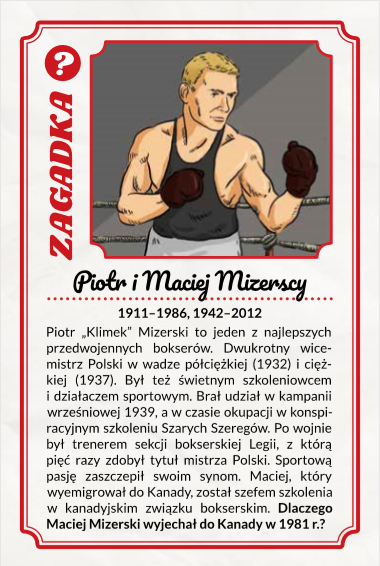 ZAGADKA ?
Piotr i Maciej Mizerscy
1911–1986, 1942–2012
Piotr „Klimek” Mizerski to jeden z najlepszych
przedwojennych bokserów. Dwukrotny wice-
mistrz Polski w wadze półciężkiej (1932) i cięż-
kiej (1937). Był też świetnym szkoleniowcem
i działaczem sportowym. Brał udział w kampanii
wrześniowej 1939, a w czasie okupacji w konspi-
racyjnym szkoleniu Szarych Szeregów. Po wojnie
był trenerem sekcji bokserskiej Legii, z którą
pięć razy zdobył tytuł mistrza Polski. Sportową
pasję zaszczepił swoim synom. Maciej, który
wyemigrował do Kanady, został szefem szkolenia
w kanadyjskim związku bokserskim. Dlaczego
Maciej Mizerski wyjechał do Kanady w 1981 r.?